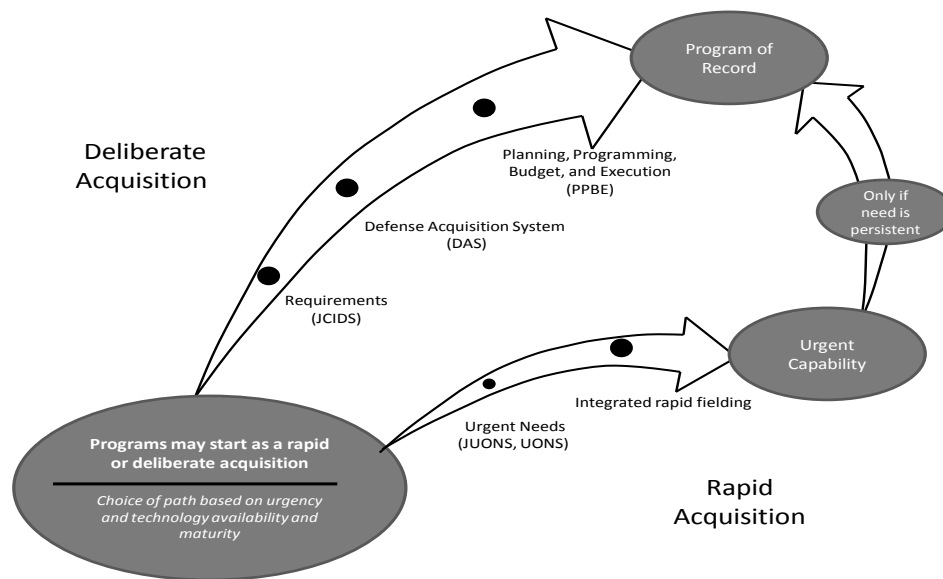 Program of
Record
Deliberate
Acquisition
Planning, Programming,
Budget, and Execution
(PPBE)
Only if
need is
persistent
Defense Acquisition System
(DAS)
Requirements
(JCIDS)
Urgent
Capability
Integrated rapid fielding
Urgent Needs
(JUONS, UONS)
Programs may start as a rapid
or deliberate acquisition
Choice of path based on urgency
and technology availability and
maturity
Rapid
Acquisition